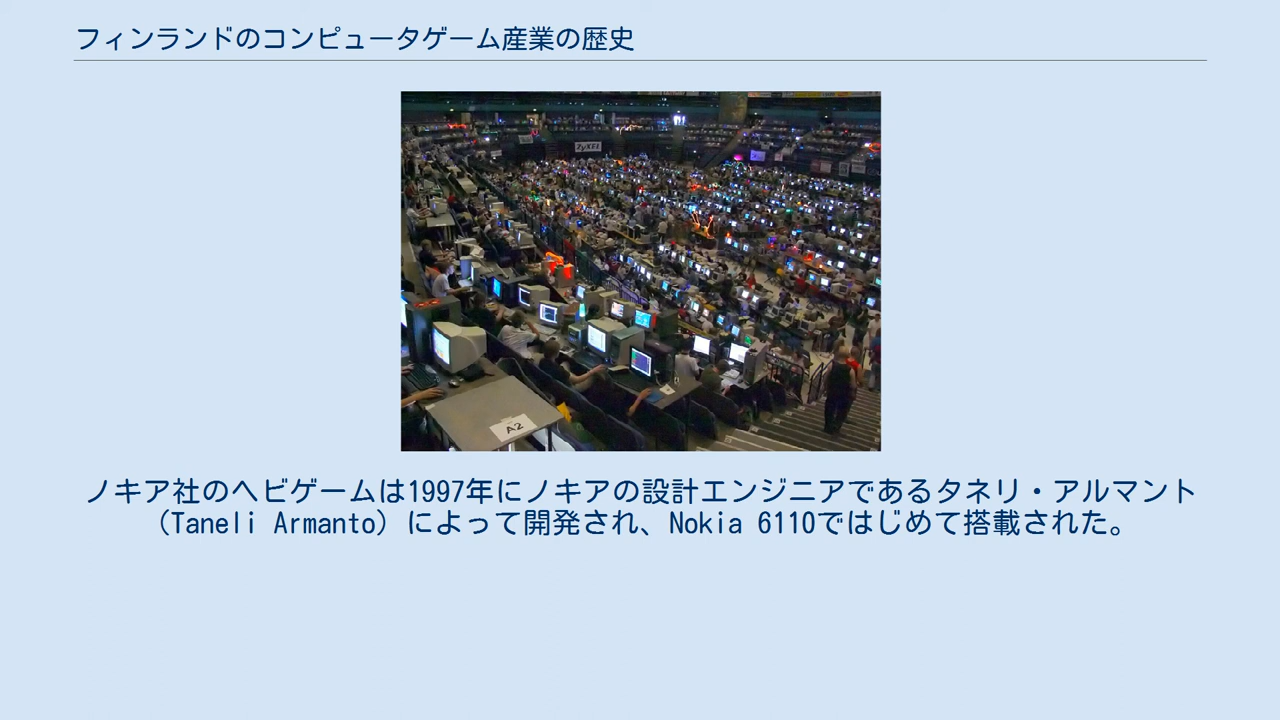 フィンランドのコンピュータゲーム産業の歴史
ZyXEL
A2
ノキア社のヘビゲームは1997年にノキアの設計エンジニアであるタネリ・アルマント
（Taneli Armanto）によって開発され、Nokia 6110ではじめて搭載された。